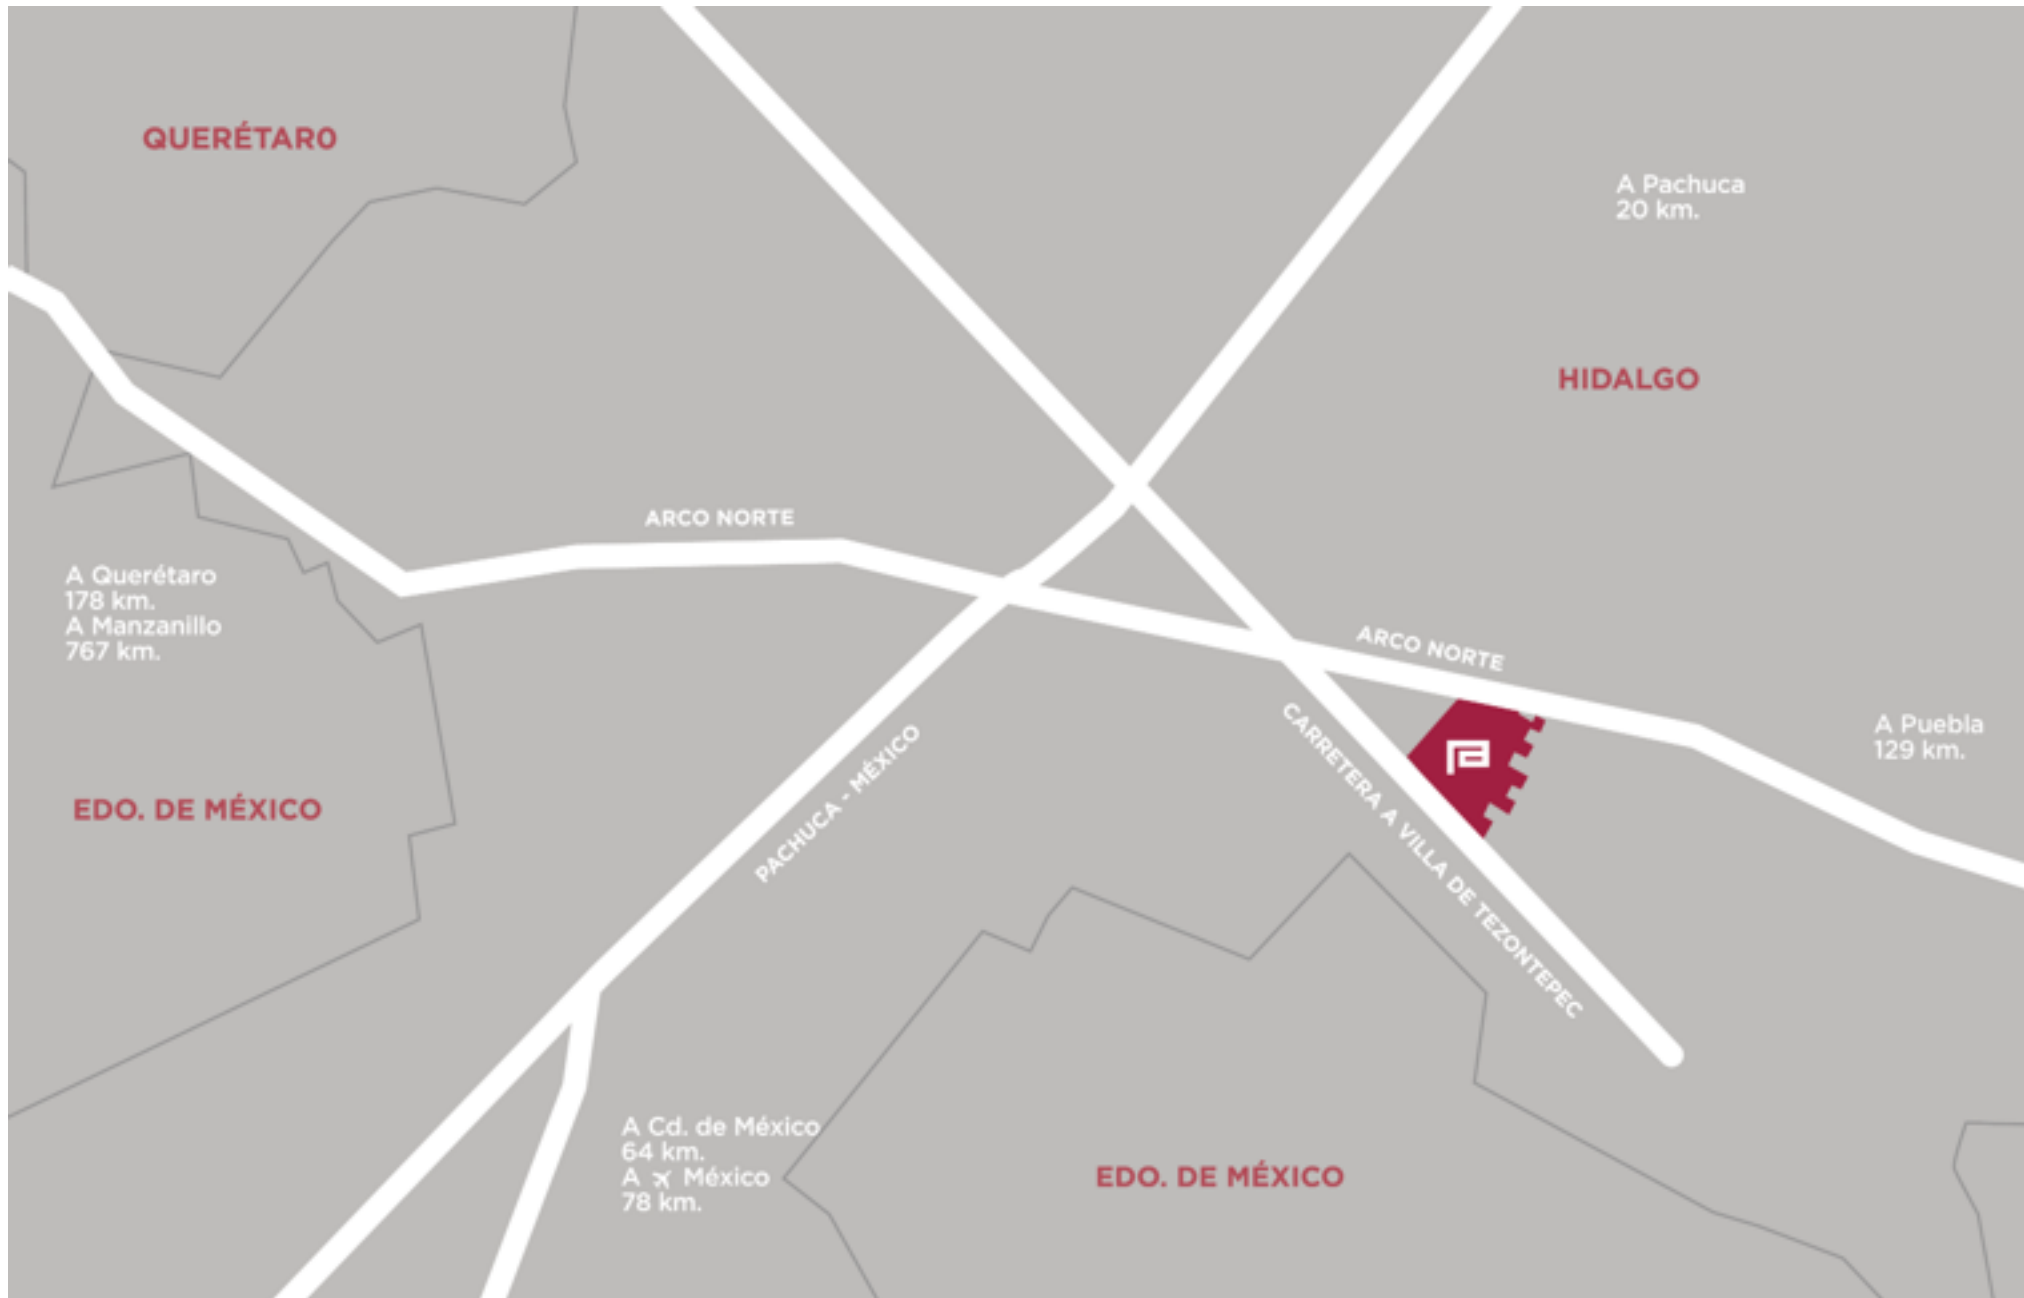 QUERÉTARO
A Pachuca
20 km.
HIDALGO
ARCO NORTE
A Querétaro
178 km.
A Manzanillo
767 km.
ARCO NORTE
CARRETERA A VILLA DE TEZONTEPEC
PACHUCA - MÉXICO
A Puebla
129 km.
EDO. DE MÉXICO
A Cd. de México
64 km.
A México
78 km.
EDO. DE MÉXICO